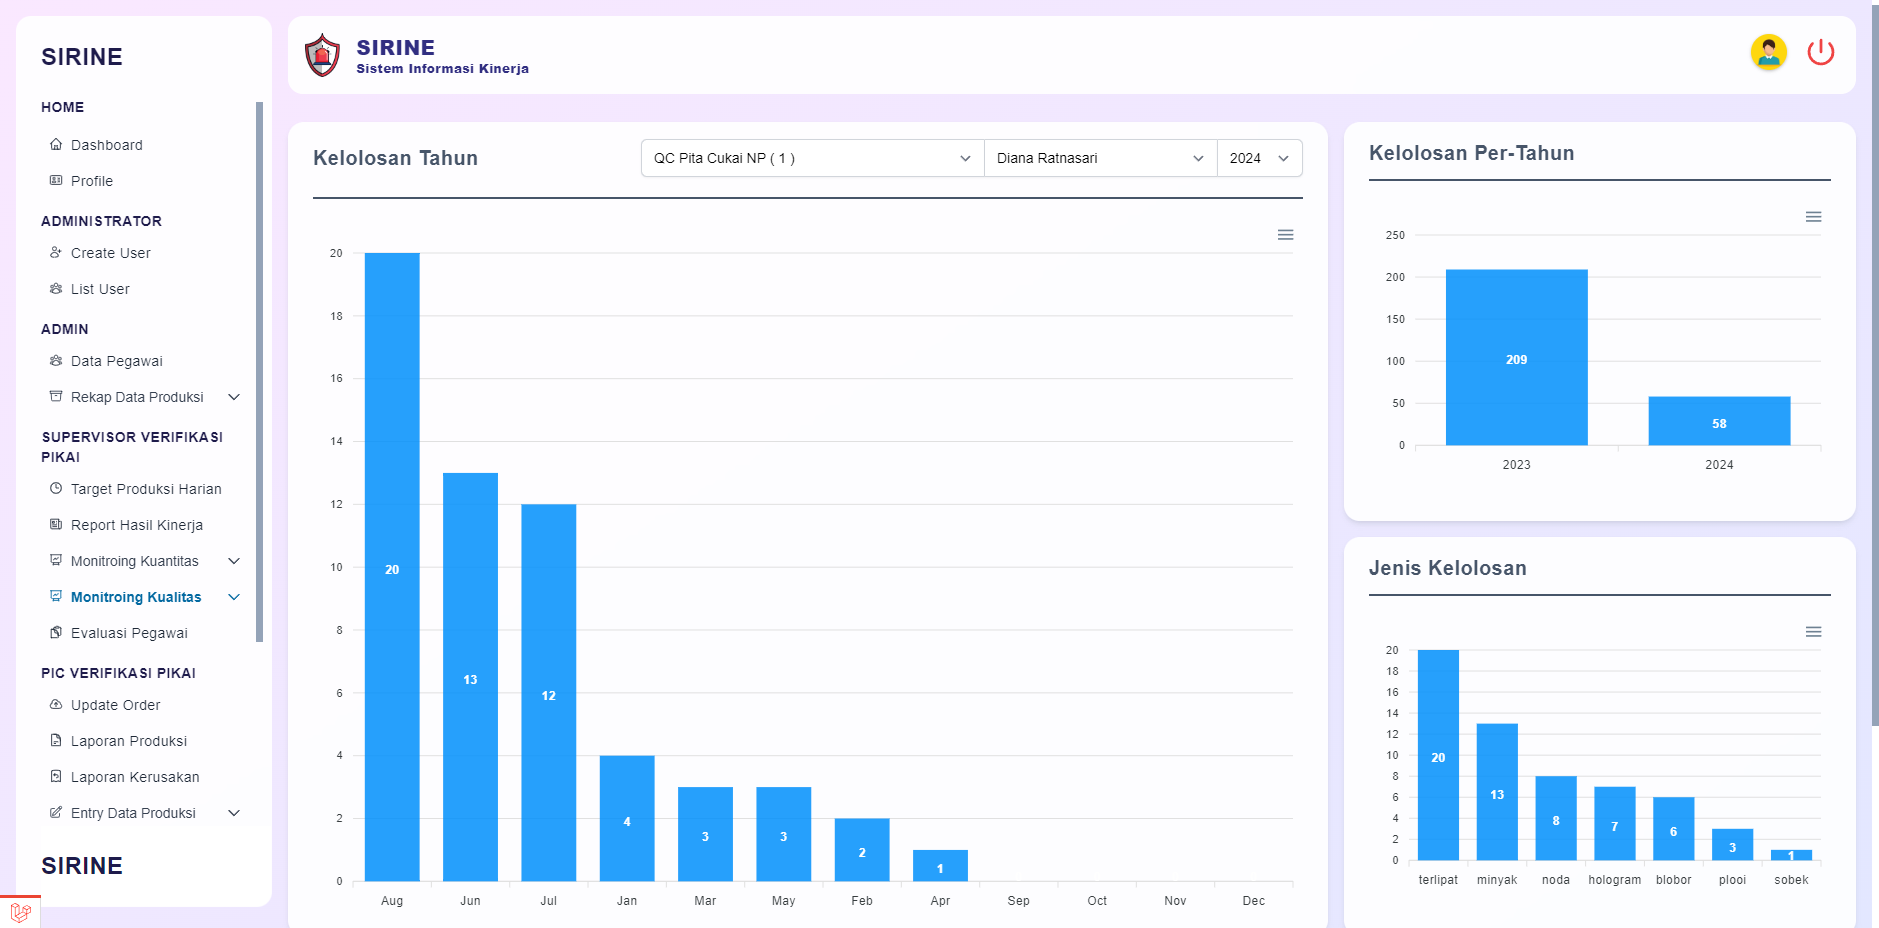 SIRINE
HOME
Dashboard
Profile
ADMINISTRATOR
Create User
List User
ADMIN
Data Pegawai
Rekap Data Produksi
SUPERVISOR VERIFIKASI
PIKAI
Target Produksi Harian
Report Hasil Kinerja
Monitroing Kuantitas
Monitroing Kualitas
Evaluasi Pegawai
PIC VERIFIKASI PIKAI
Update Order
Laporan Produksi
Laporan Kerusakan
Entry Data Produksi
SIRINE
SIRINE
Sistem Informasi Kinerja
Kelolosan Tahun
QC Pita Cukai NP ( 1 )
Diana Ratnasari
2024
20
18
16
14
12
10
8
6
4
2
0
20
13
12
4
3
3
2
1
Aug Jun Jul Jan Mar May Feb Apr Sep Oct Nov Dec
Kelolosan Per-Tahun
250
200
150
100
50
0
209
58
2023 2024
Jenis Kelolosan
20
18
16
14
12
10
8
6
4
2
0
20
13
8
7
6
3
1
terlipat minyak noda hologram blobor plooi sobek